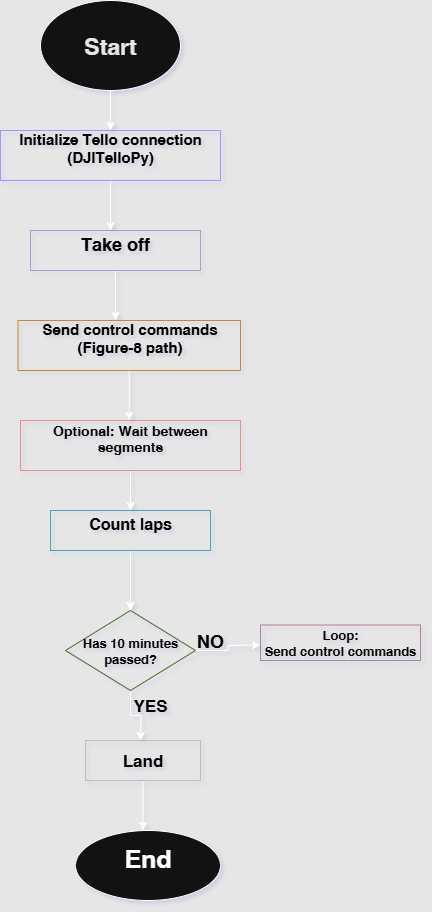 Start
Initialize Tello connection
(DJITelloPy)
Take off
Send control commands
(Figure-8 path)
Optional: Wait between
segments
Count laps
Has 10 minutes
passed?
NO
Loop:
Send control commands
YES
Land
End